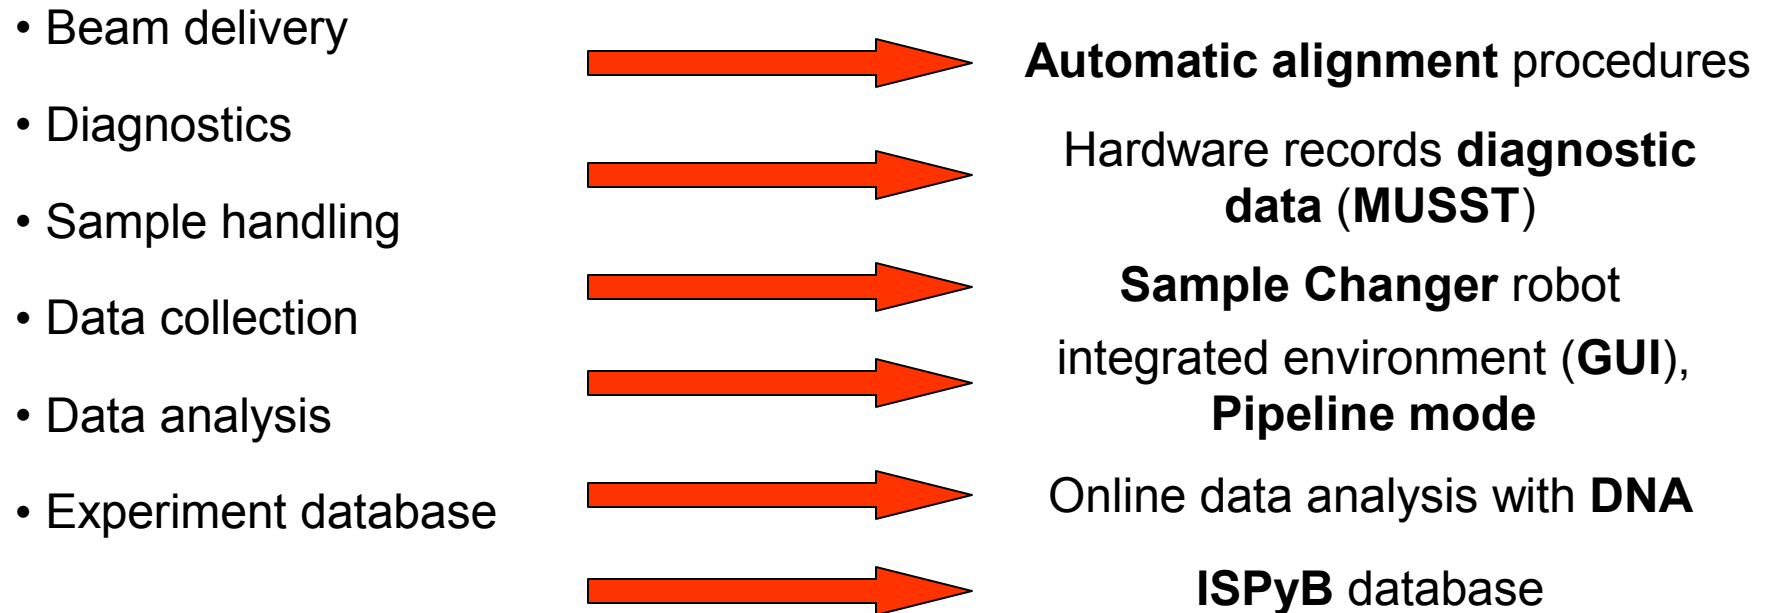 • Beam delivery
• Diagnostics
• Sample handling
• Data collection
• Data analysis
• Experiment database
Automatic alignment procedures
Hardware records diagnostic
data (MUSST)
Sample Changer robot
integrated environment (GUI),
Pipeline mode
Online data analysis with DNA
ISPyB database